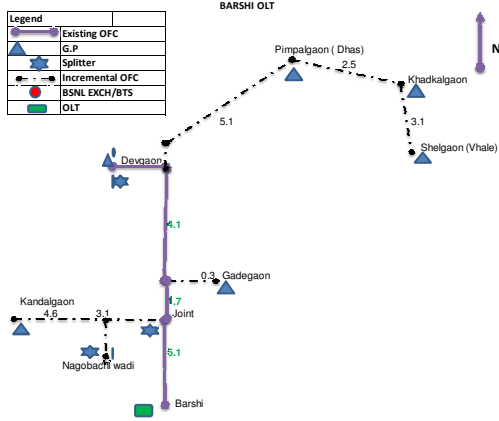 BARSHI OLT
Legend
Existing OFC
G.P
Splitter
Incremental OFC
BSNL EXCH/BTS
OLT
N
Pimpalgaon ( Dhas)
2.5
Khadkalgaon
5.1
3.1
Shelgaon (Vhale)
Devgaon
4.1
0.3
Gadegaon
Kandalgaon
1.7
4.6
3.1
Joint
5.1
Nagobachi wadi
Barshi